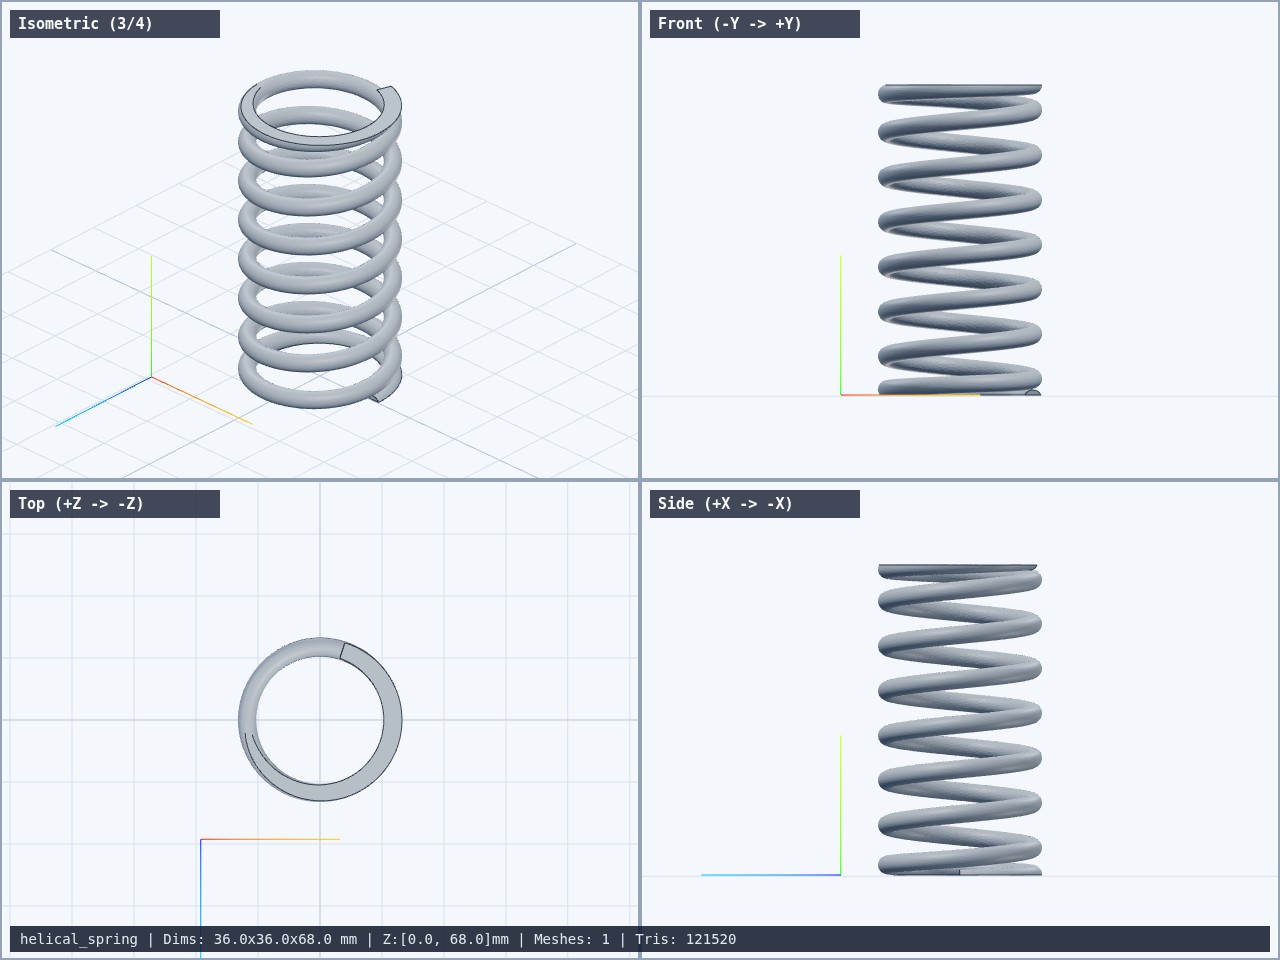 Isometric (3/4)
Front (-Y -> +Y)
Top (+Z -> -Z)
Side (+X -> -X)
helical_spring | Dims: 36.0x36.0x68.0 mm | Z:[0.0, 68.0]mm | Meshes: 1 | Tris: 121520